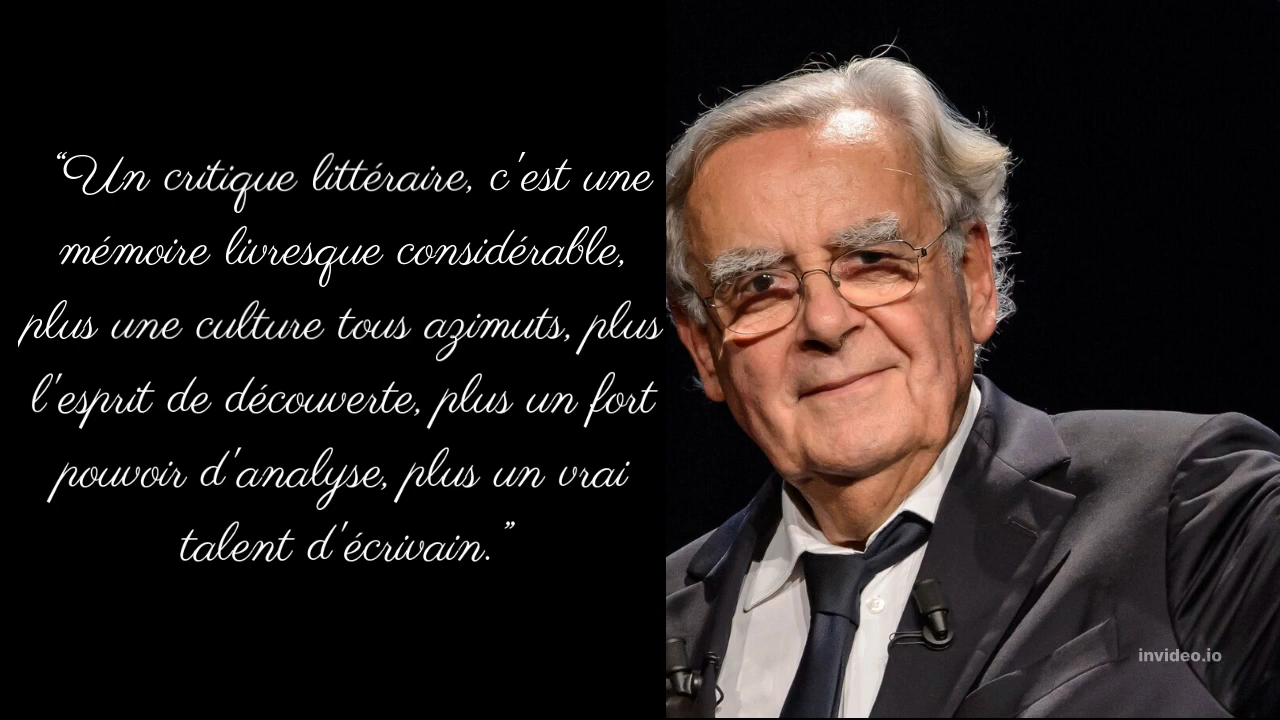 “Un critique littéraire, c'est une
mémoire livresque considérable,
plus une culture tous azimuts, plus
l'esprit de découverte, plus un fort
pouvoir d'analyse, plus un vrai
talent d'écrivain.”
invideo.io